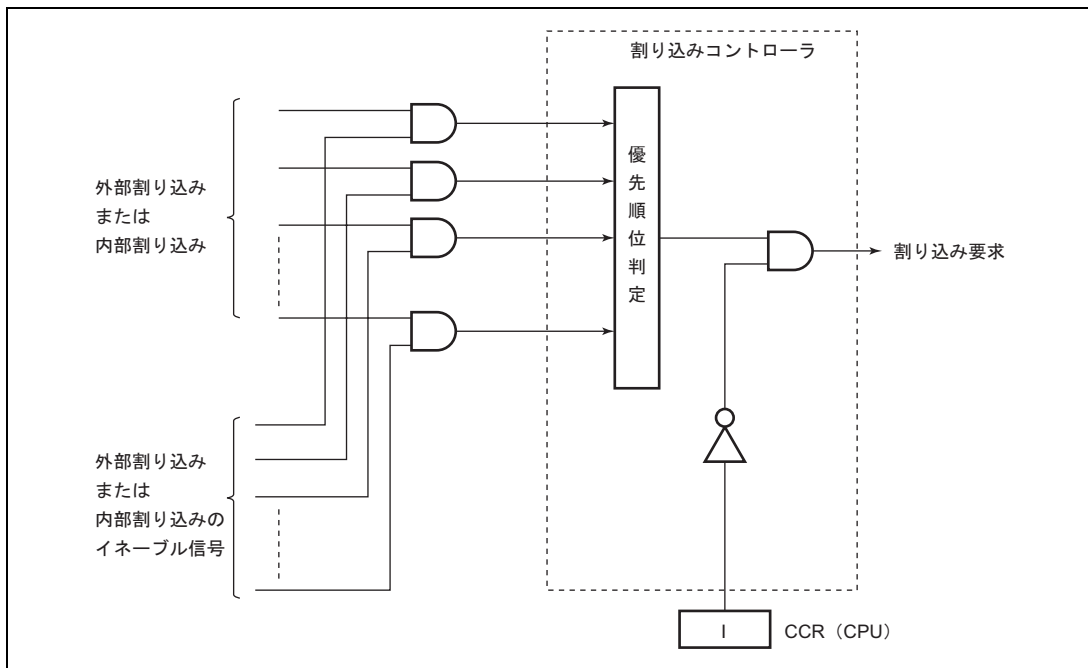 割り込みコントローラ
外部割り込み
または
内部割り込み
優先順位判定
割り込み要求
外部割り込み
または
内部割り込みの
イネーブル信号
I
CCR（CPU）